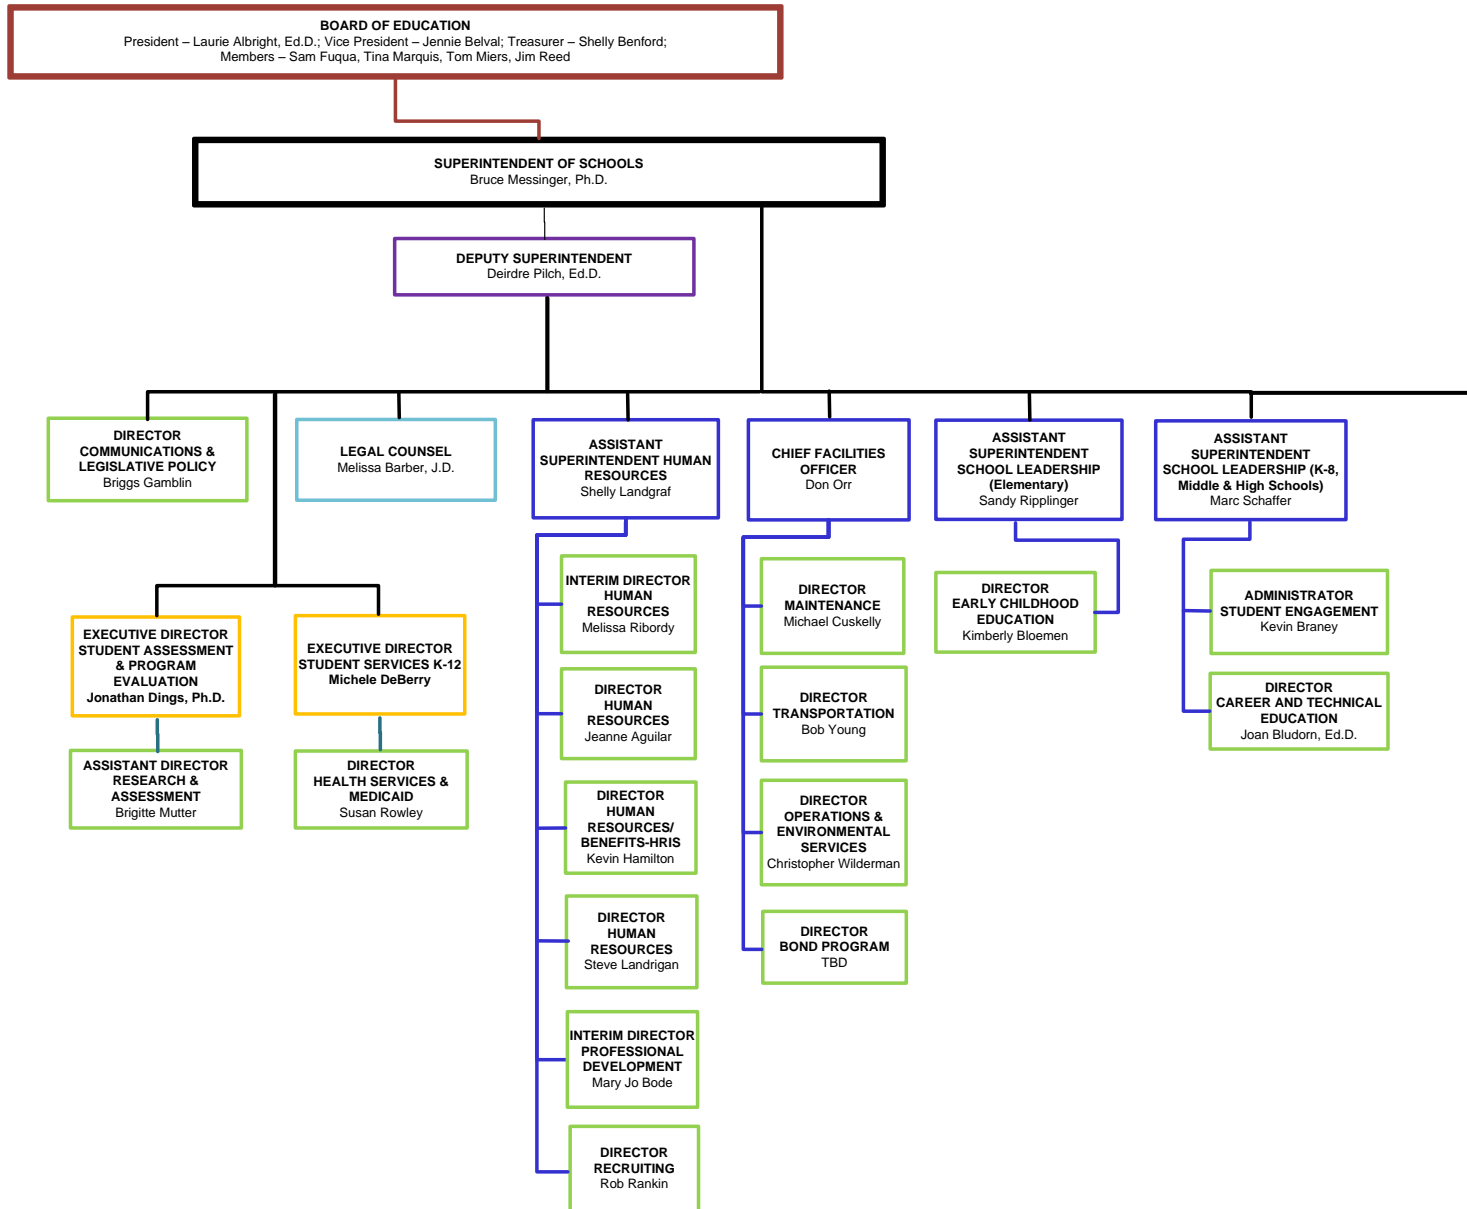 BOARD OF EDUCATION
President – Laurie Albright, Ed.D.; Vice President – Jennie Belval; Treasurer – Shelly Benford;
Members – Sam Fuqua, Tina Marquis, Tom Miers, Jim Reed
SUPERINTENDENT OF SCHOOLS
Bruce Messinger, Ph.D.
DEPUTY SUPERINTENDENT
Deirdre Pilch, Ed.D.
DIRECTOR
COMMUNICATIONS &
LEGISLATIVE POLICY
Briggs Gamblin
LEGAL COUNSEL
Melissa Barber, J.D.
ASSISTANT
SUPERINTENDENT HUMAN
RESOURCES
Shelly Landgraf
CHIEF FACILITIES
OFFICER
Don Orr
ASSISTANT
SUPERINTENDENT
SCHOOL LEADERSHIP
(Elementary)
Sandy Ripplinger
ASSISTANT
SUPERINTENDENT
SCHOOL LEADERSHIP (K-8,
Middle & High Schools)
Marc Schaffer
EXECUTIVE DIRECTOR
STUDENT ASSESSMENT
& PROGRAM
EVALUATION
Jonathan Dings, Ph.D.
EXECUTIVE DIRECTOR
STUDENT SERVICES K-12
Michele DeBerry
ASSISTANT DIRECTOR
RESEARCH &
ASSESSMENT
Brigitte Mutter
DIRECTOR
HEALTH SERVICES &
MEDICAID
Susan Rowley
INTERIM DIRECTOR
HUMAN
RESOURCES
Melissa Ribordy
DIRECTOR
HUMAN
RESOURCES
Jeanne Aguilar
DIRECTOR
HUMAN
RESOURCES/
BENEFITS-HRIS
Kevin Hamilton
DIRECTOR
HUMAN
RESOURCES
Steve Landrigan
INTERIM DIRECTOR
PROFESSIONAL
DEVELOPMENT
Mary Jo Bode
DIRECTOR
RECRUITING
Rob Rankin
DIRECTOR
MAINTENANCE
Michael Cuskelly
DIRECTOR
TRANSPORTATION
Bob Young
DIRECTOR
OPERATIONS &
ENVIRONMENTAL
SERVICES
Christopher Wilderman
DIRECTOR
BOND PROGRAM
TBD
DIRECTOR
EARLY CHILDHOOD
EDUCATION
Kimberly Bloemen
ADMINISTRATOR
STUDENT ENGAGEMENT
Kevin Braney
DIRECTOR
CAREER AND TECHNICAL
EDUCATION
Joan Bludorn, Ed.D.